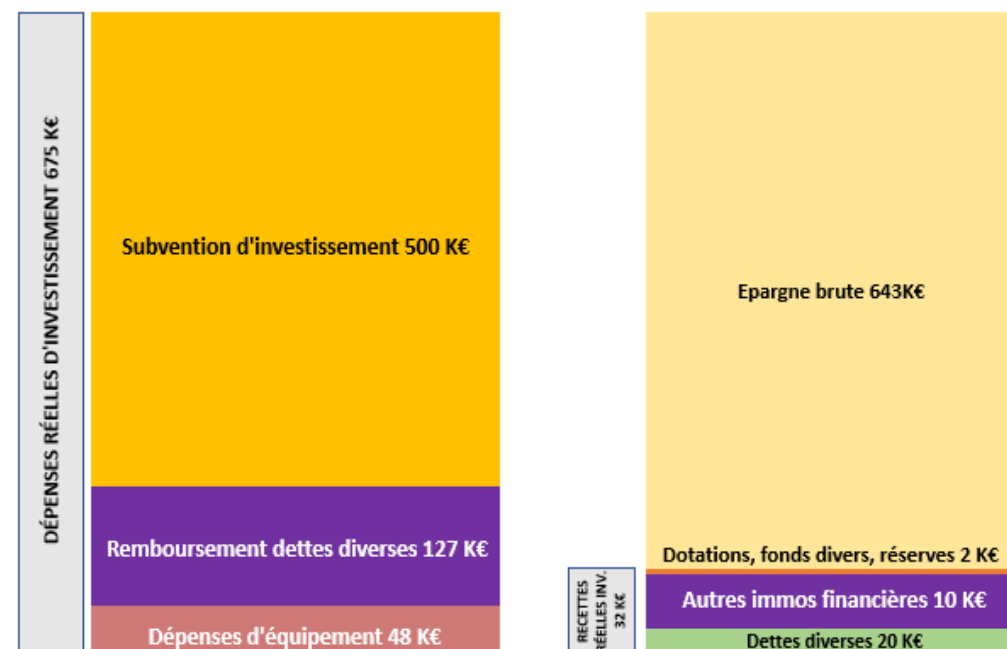 DÉPENSES RÉELLES D'INVESTISSEMENT 675 K€
Subvention d'investissement 500 K€
Remboursement dettes diverses 127 K€
Dépenses d'équipement 48 K€
Epargne brute 643K€
Dotations, fonds divers, réserves 2 K€
RECETTES
RÉELLES INV.
32 K€
Autres immos financières 10 K€
Dettes diverses 20 K€